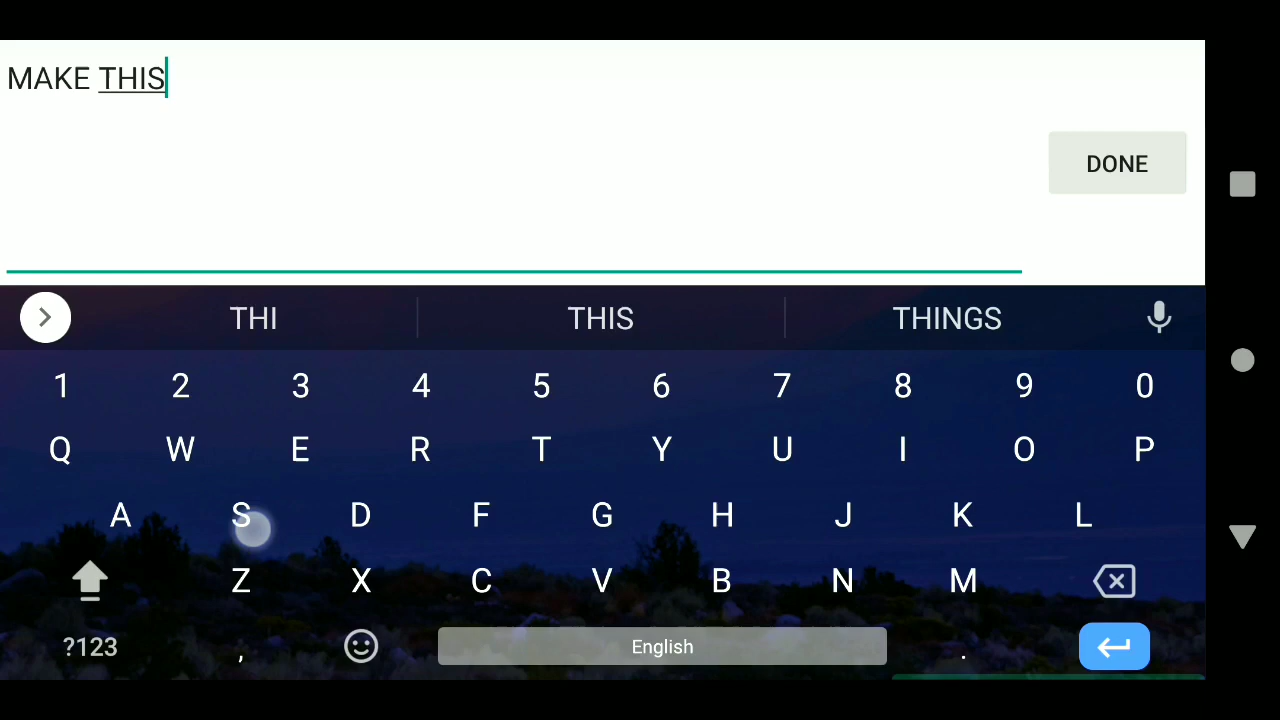 MAKE THIS
DONE
THI THIS THINGS
1 2 3 4 5 6 7 8 9 0
Q W E R T Y U I O P
A S D F G H J K L
Z X C V B N M
?123 , English .